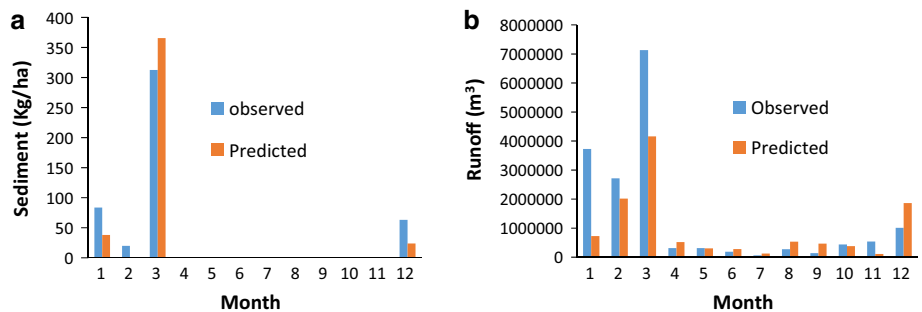 a
400
350
300
250
200
150
100
50
0
Sediment (Kg/ha)
observed
Predicted
1 2 3 4 5 6 7 8 9 10 11 12
Month
b
8000000
7000000
6000000
5000000
4000000
3000000
2000000
1000000
0
Runoff (m³)
Observed
Predicted
1 2 3 4 5 6 7 8 9 10 11 12
Month